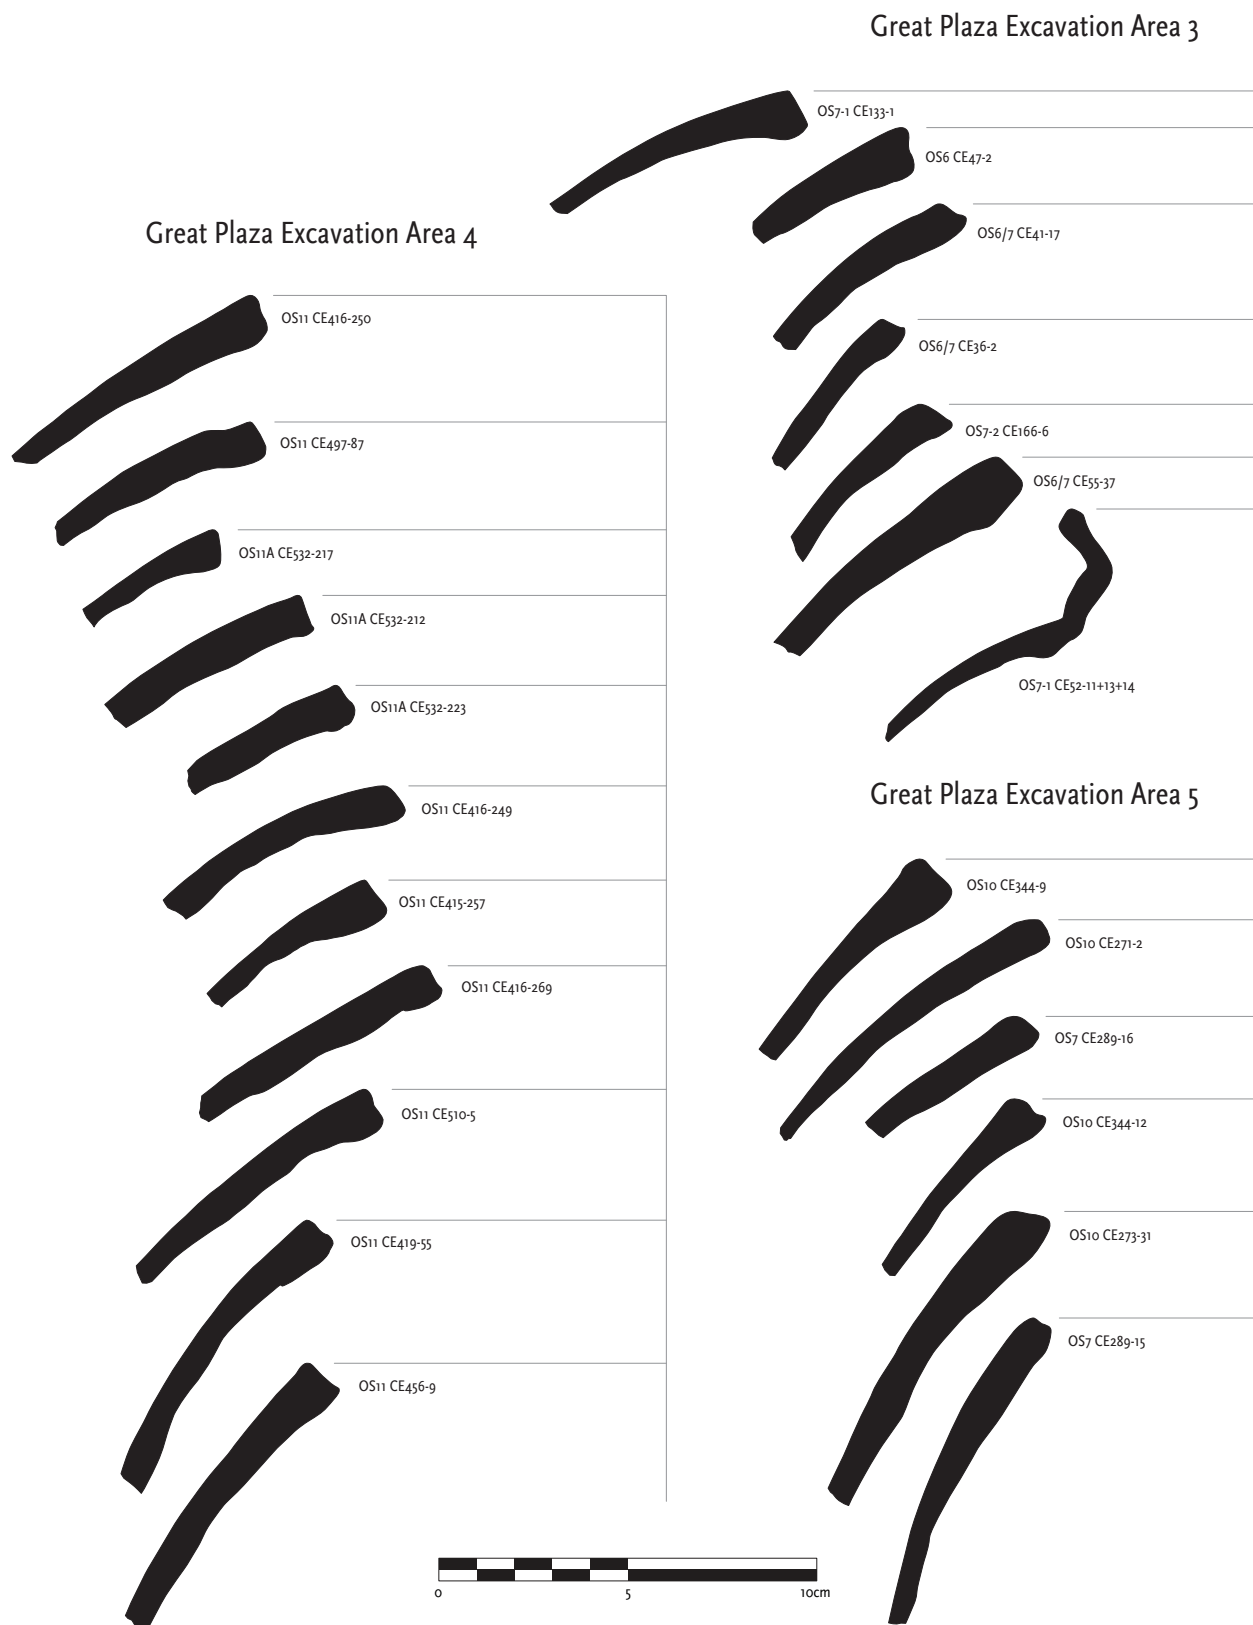 Great Plaza Excavation Area 3
OS7-1 CE133-1
OS6 CE47-2
OS6/7 CE41-17
OS6/7 CE36-2
OS7-2 CE166-6
OS6/7 CE55-37
OS7-1 CE52-11+13+14
Great Plaza Excavation Area 4
OS11 CE416-250
OS11 CE497-87
OS11A CE532-217
OS11A CE532-212
OS11A CE532-223
OS11 CE416-249
OS11 CE415-257
OS11 CE416-269
OS11 CE510-5
OS11 CE419-55
OS11 CE456-9
Great Plaza Excavation Area 5
OS10 CE344-9
OS10 CE271-2
OS7 CE289-16
OS10 CE344-12
OS10 CE273-31
OS7 CE289-15
0 5 10cm